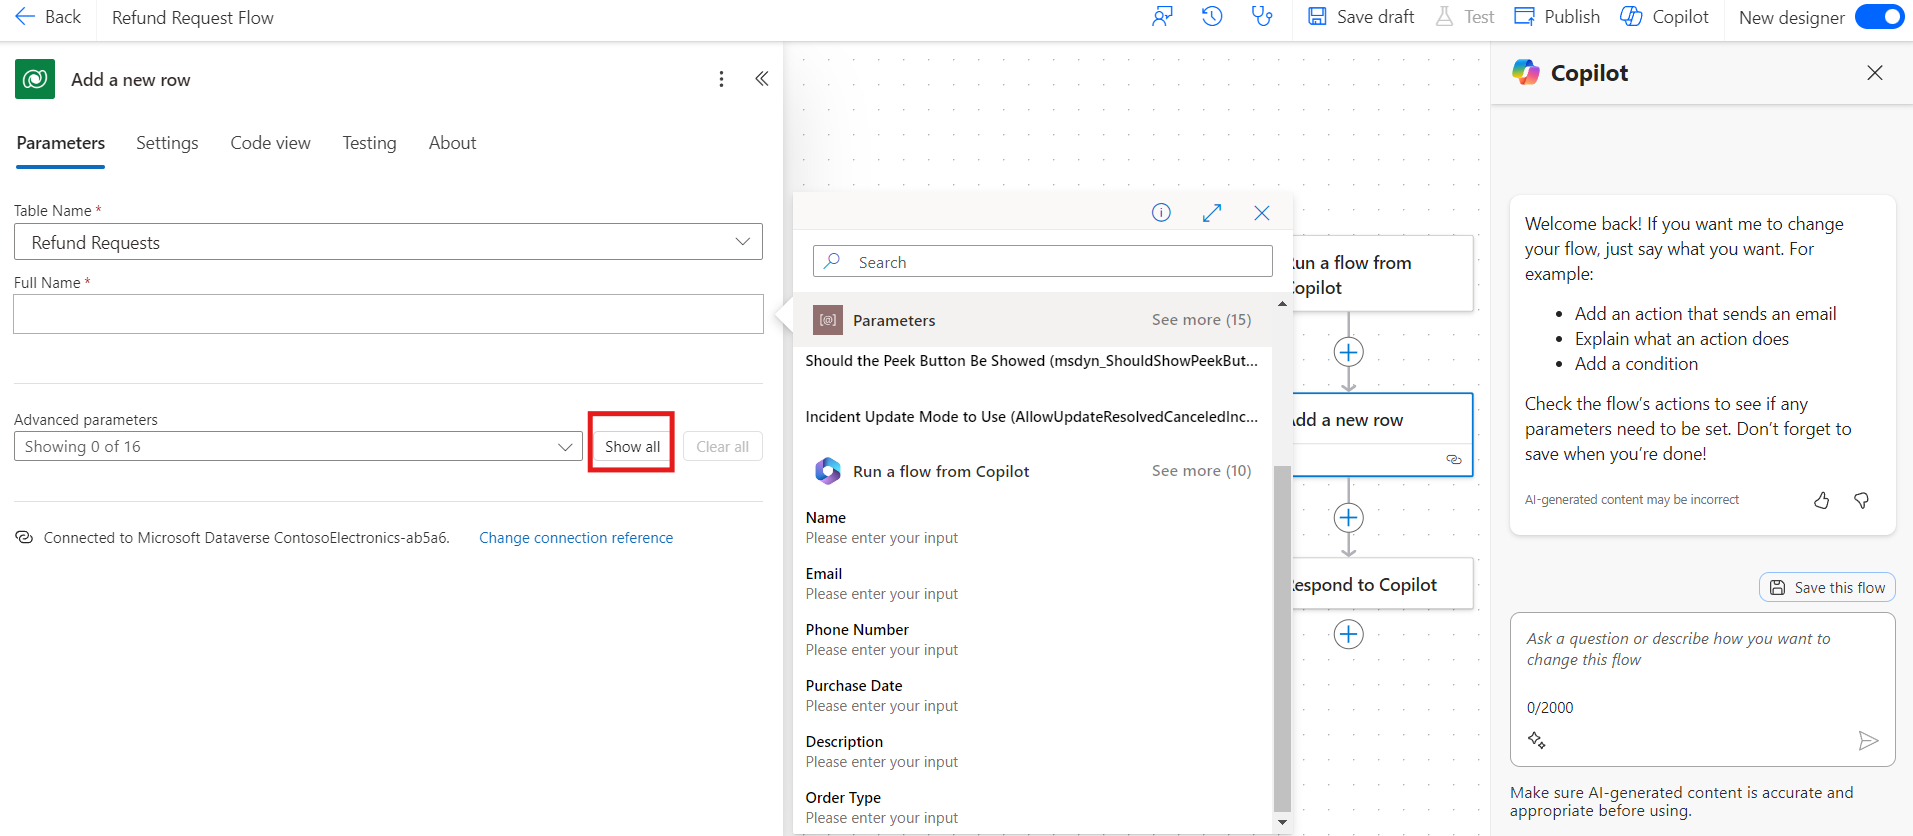 Back
Refund Request Flow
Save draft
Test
Publish
Copilot
New designer
Add a new row
Parameters
Settings
Code view
Testing
About
Table Name *
Refund Requests
Full Name *
Advanced parameters
Showing 0 of 16
Show all
Clear all
Connected to Microsoft Dataverse ContosoElectronics-ab5a6.
Change connection reference
Search
[@]
Parameters
See more (15)
Should the Peek Button Be Showed (msdyn_ShouldShowPeekBut...
Incident Update Mode to Use (AllowUpdateResolvedCanceledInc...
Run a flow from Copilot
See more (10)
Name
Please enter your input
Email
Please enter your input
Phone Number
Please enter your input
Purchase Date
Please enter your input
Description
Please enter your input
Order Type
Please enter your input
un a flow from
opilot
dd a new row
espond to Copilot
Copilot
Welcome back! If you want me to change
your flow, just say what you want. For
example:
• Add an action that sends an email
• Explain what an action does
• Add a condition
Check the flow's actions to see if any
parameters need to be set. Don't forget to
save when you're done!
AI-generated content may be incorrect
Save this flow
Ask a question or describe how you want to
change this flow
0/2000
Make sure AI-generated content is accurate and
appropriate before using.